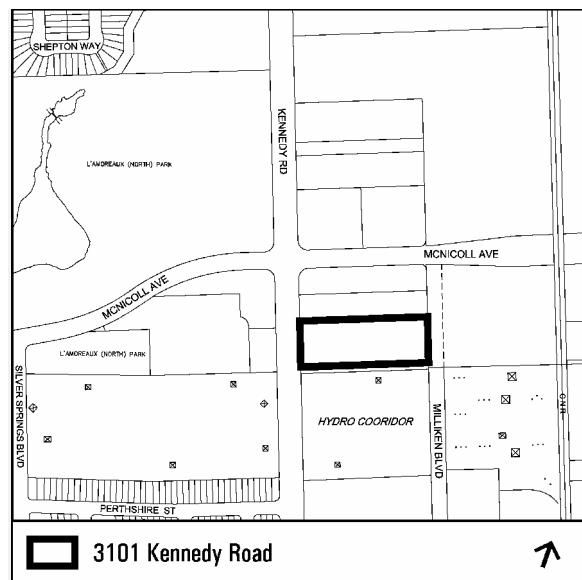 SHEPTON WAY
KENNEDY RD
L'AMOREAUX (NORTH) PARK
MCNICOLL AVE
MCNICOLL AVE
L'AMOREAUX (NORTH) PARK
SILVER SPRINGS BLVD
HYDRO COORIDOR
MILLIKEN BLVD
C.N.R.
PERTHSHIRE ST
3101 Kennedy Road